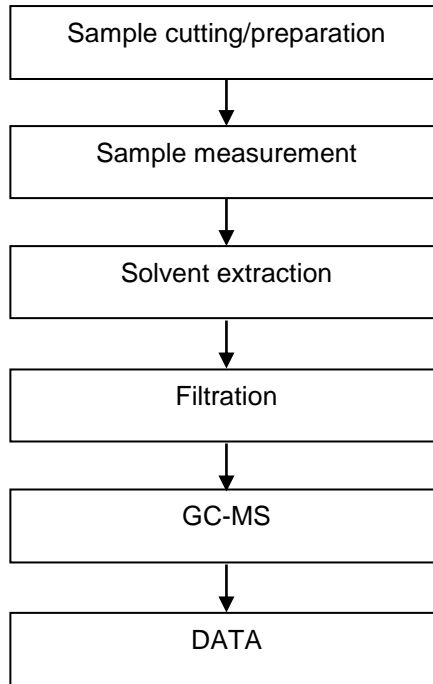 Sample cutting/preparation
Sample measurement
Solvent extraction
Filtration
GC-MS
DATA